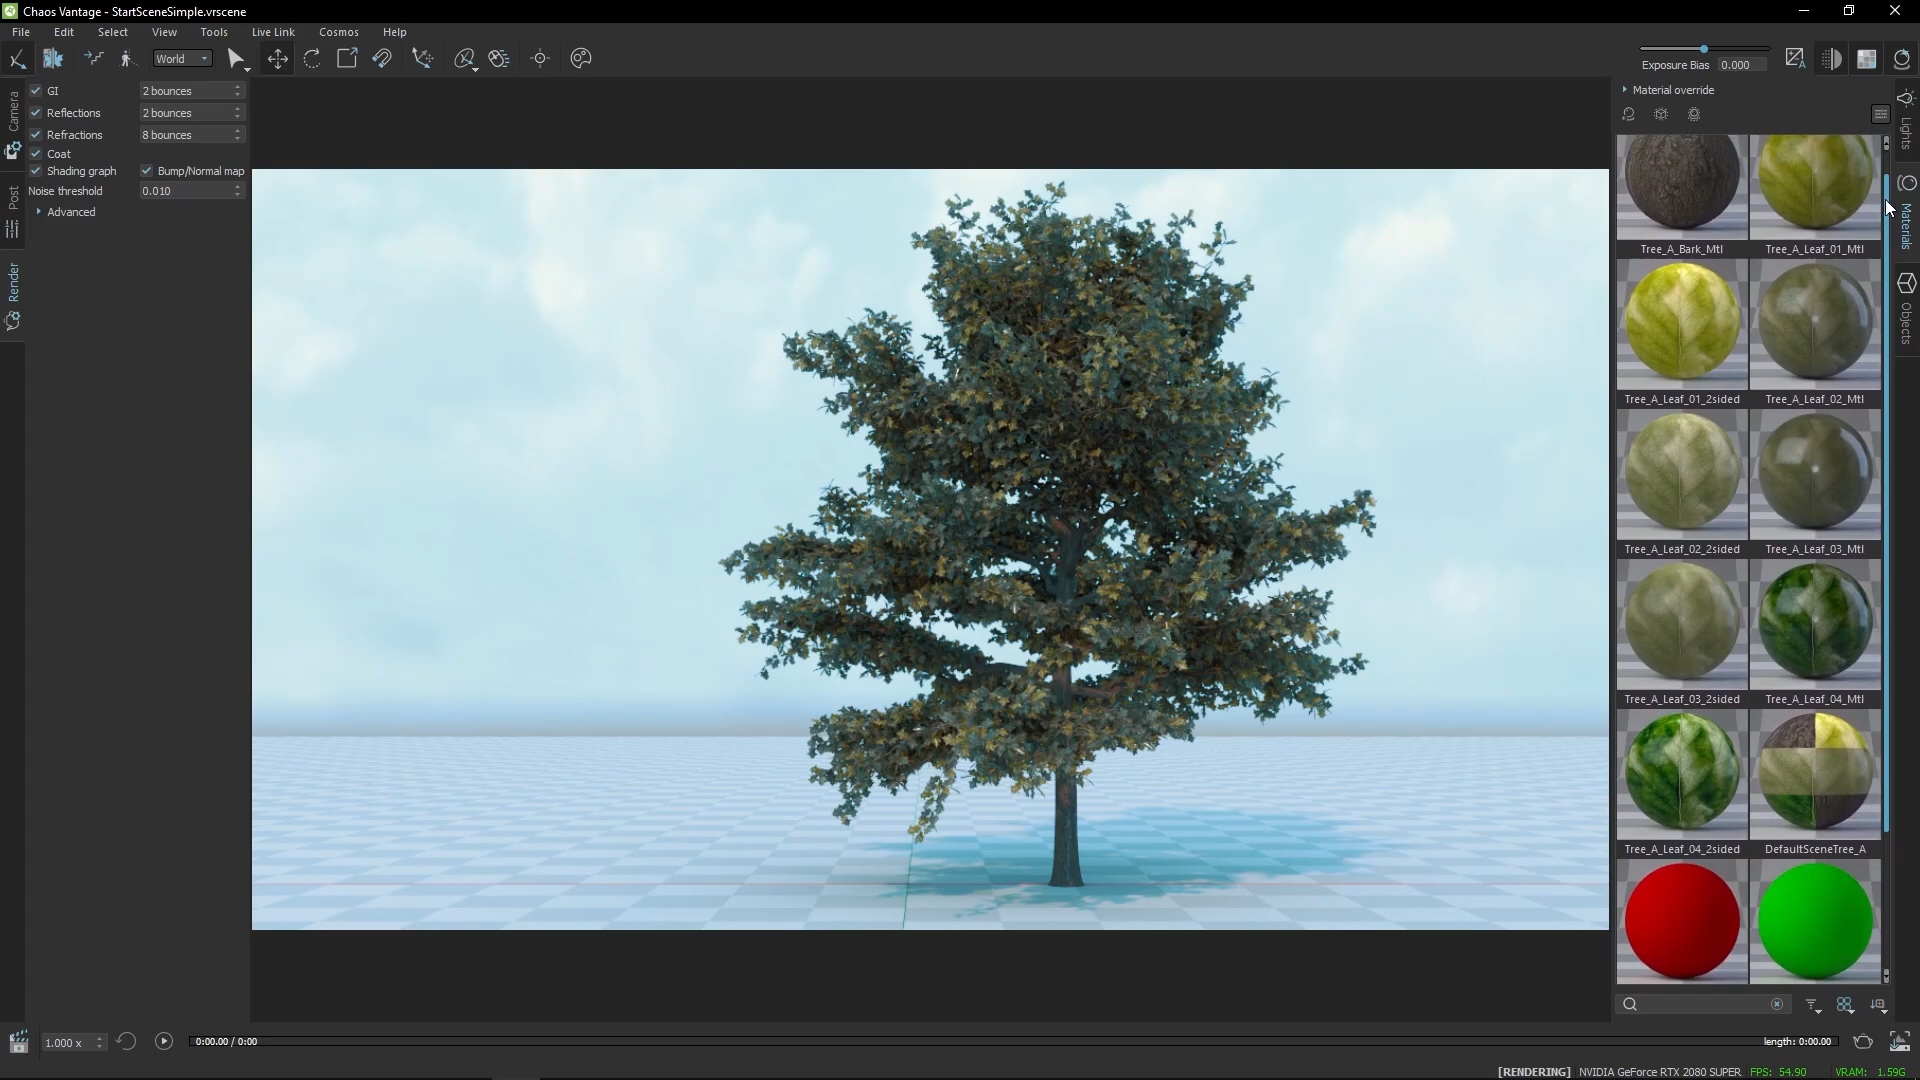 Chaos Vantage - StartSceneSimple.vrscene
File Edit Select View Tools Live Link Cosmos Help
World
Exposure Bias 0.000
Camera
Post
Render
GI 2 bounces
Reflections 2 bounces
Refractions 8 bounces
Coat
Shading graph Bump/Normal map
Noise threshold 0.010
Advanced
Material override
Tree_A_Bark_Mtl Tree_A_Leaf_01_Mtl
Tree_A_Leaf_01_2sided Tree_A_Leaf_02_Mtl
Tree_A_Leaf_02_2sided Tree_A_Leaf_03_Mtl
Tree_A_Leaf_03_2sided Tree_A_Leaf_04_Mtl
Tree_A_Leaf_04_2sided DefaultSceneTree_A
Lights
Materials
Objects
1.000 x
0:00.00 / 0:00
length: 0:00.00
[RENDERING] NVIDIA GeForce RTX 2080 SUPER FPS: 54.90 VRAM: 1.59G